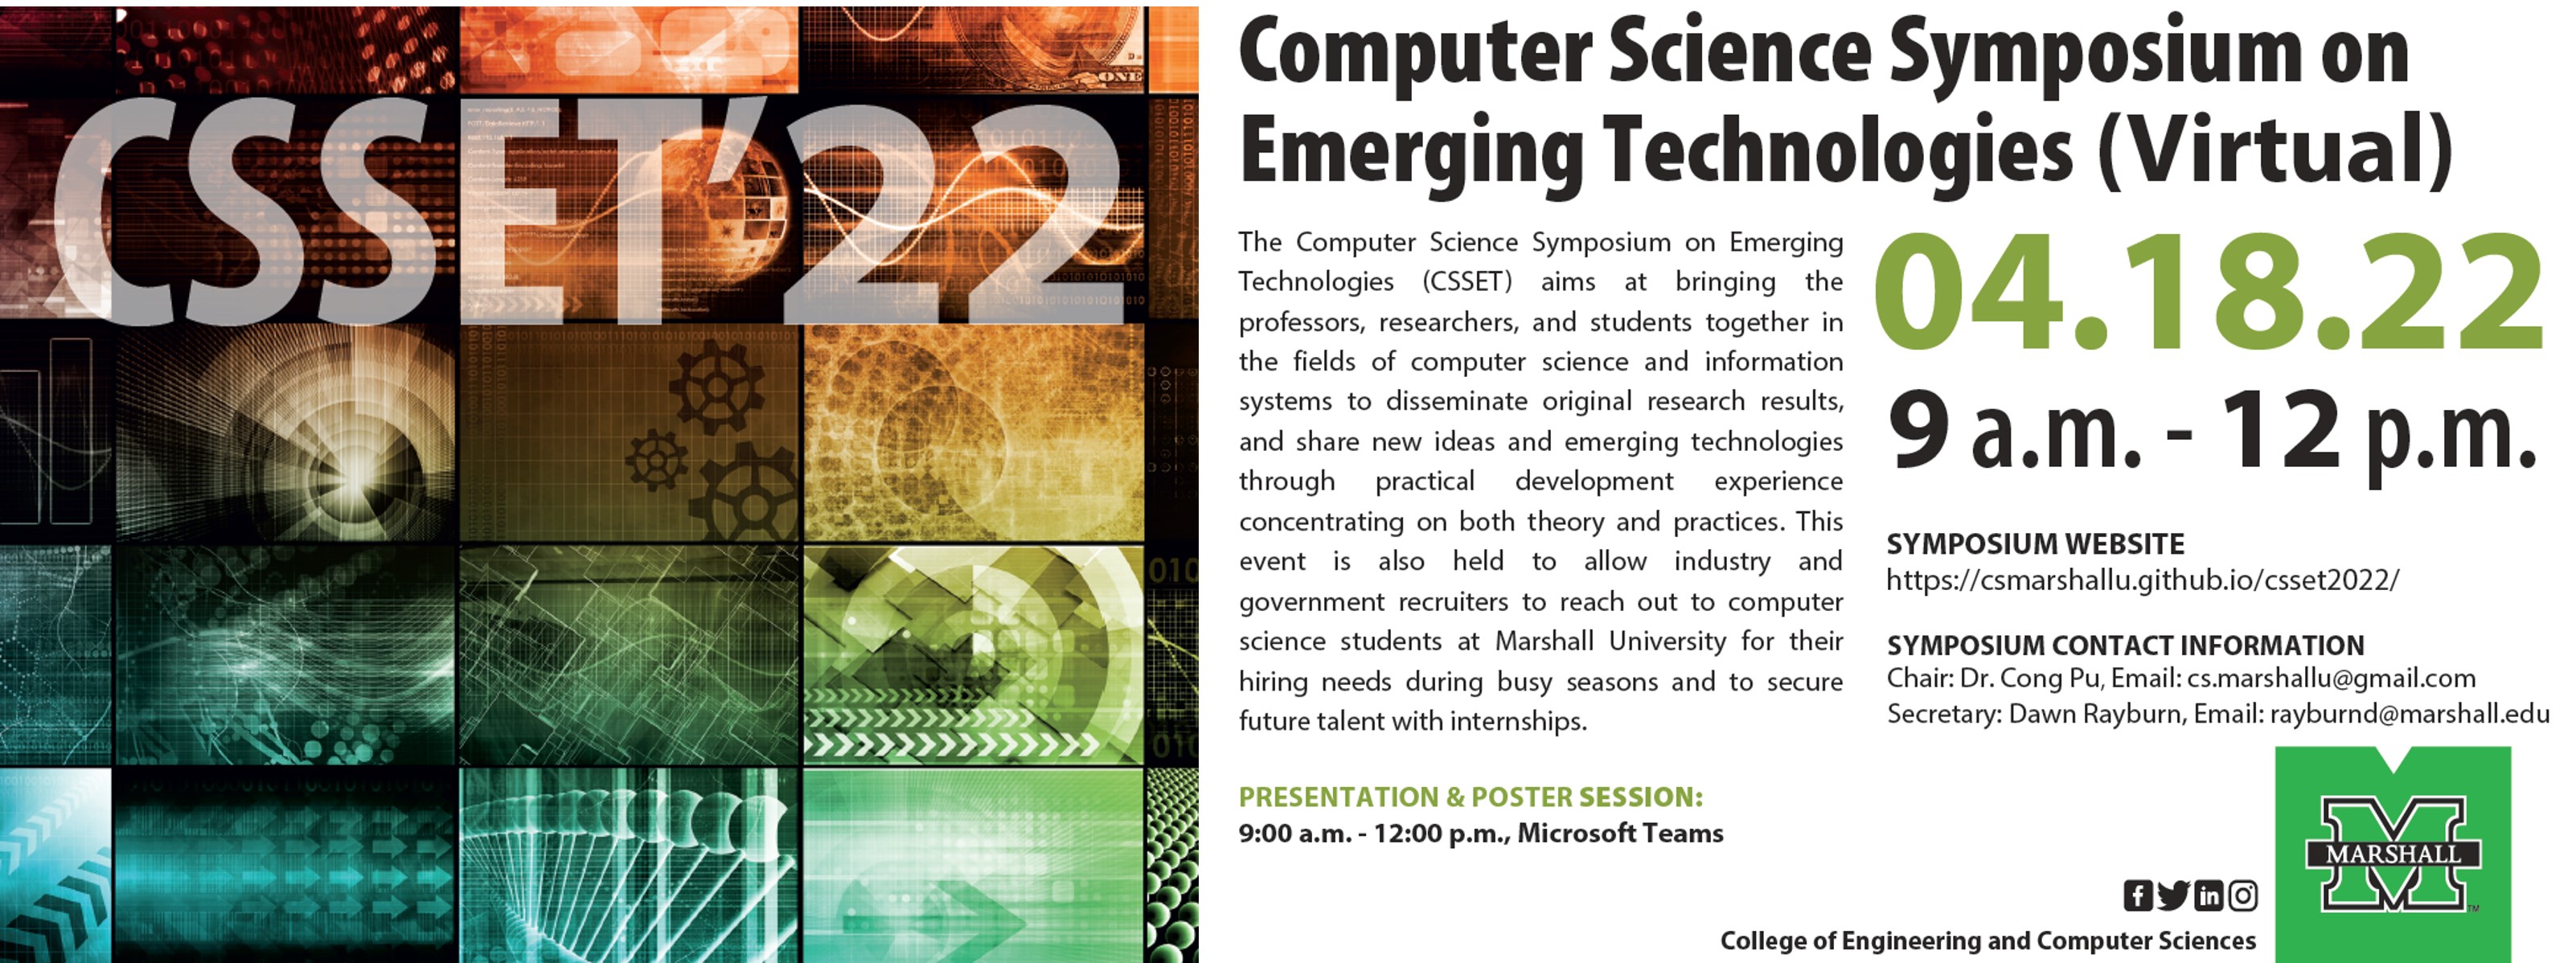 CSSET'22
ONE
Computer Science Symposium on
Emerging Technologies (Virtual)
The Computer Science Symposium on Emerging
Technologies (CSSET) aims at bringing the
professors, researchers, and students together in
the fields of computer science and information
systems to disseminate original research results,
and share new ideas and emerging technologies
through practical development experience
concentrating on both theory and practices. This
event is also held to allow industry and
government recruiters to reach out to computer
science students at Marshall University for their
hiring needs during busy seasons and to secure
future talent with internships.
PRESENTATION & POSTER SESSION:
9:00 a.m. - 12:00 p.m., Microsoft Teams
04.18.22
9 a.m. - 12 p.m.
SYMPOSIUM WEBSITE
https://csmarshallu.github.io/csset2022/
SYMPOSIUM CONTACT INFORMATION
Chair: Dr. Cong Pu, Email: cs.marshallu@gmail.com
Secretary: Dawn Rayburn, Email: rayburnd@marshall.edu
MARSHALL
TM
College of Engineering and Computer Sciences